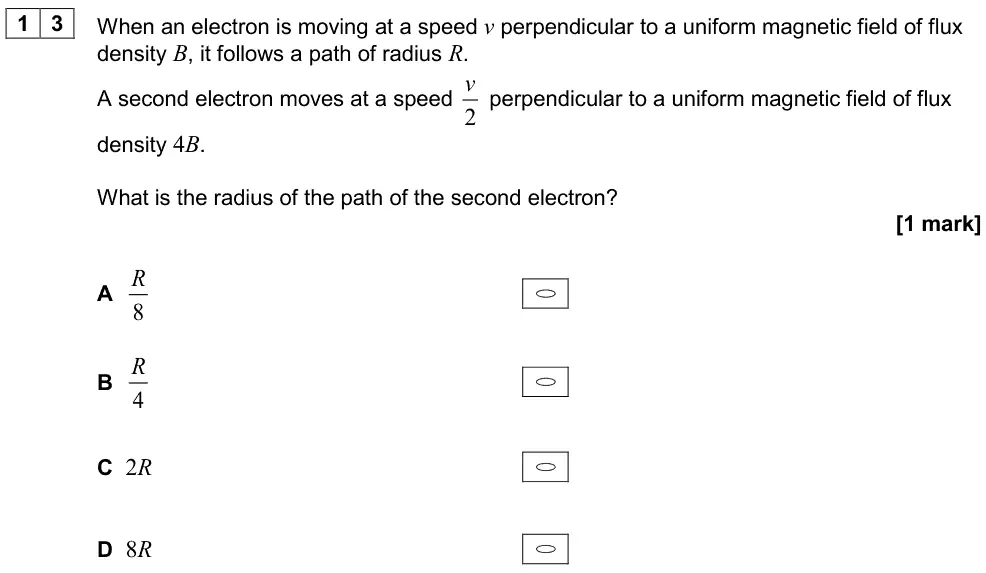 1 3 When an electron is moving at a speed v perpendicular to a uniform magnetic field of flux
density B, it follows a path of radius R.
A second electron moves at a speed v/2 perpendicular to a uniform magnetic field of flux
density 4B.
What is the radius of the path of the second electron?
[1 mark]
A R/8
B R/4
C 2R
D 8R